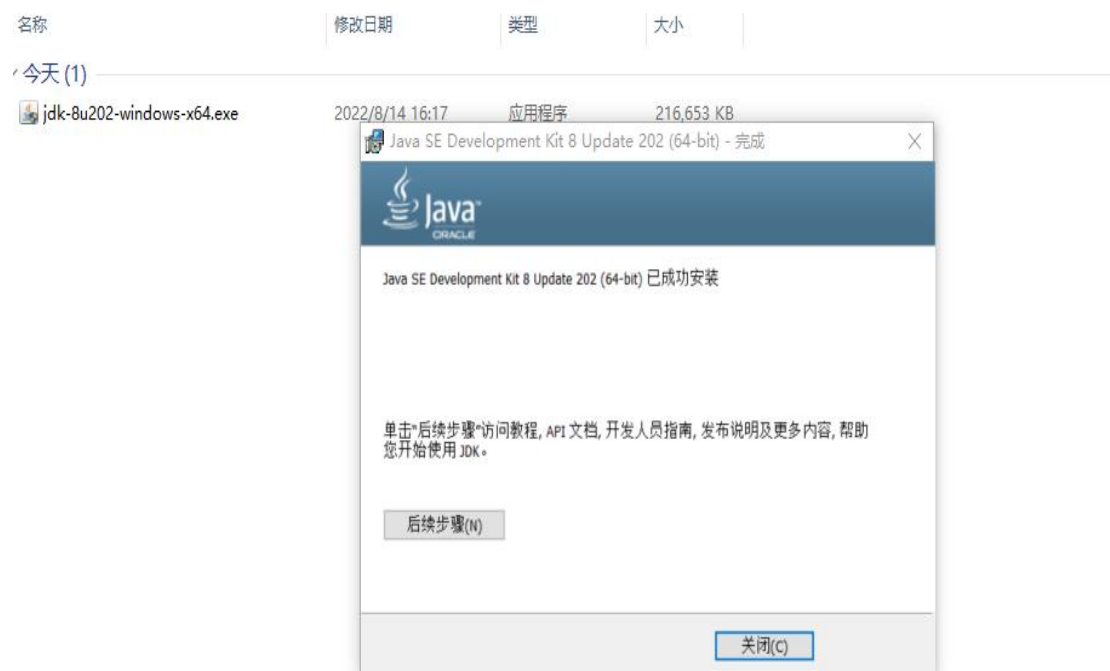 名称 修改日期 类型 大小
今天 (1)
jdk-8u202-windows-x64.exe 2022/8/14 16:17 应用程序 216,653 KB
Java SE Development Kit 8 Update 202 (64-bit) - 完成
Java
ORACLE
Java SE Development Kit 8 Update 202 (64-bit) 已成功安装
单击"后续步骤"访问教程, API 文档, 开发人员指南, 发布说明及更多内容, 帮助
您开始使用 JDK。
后续步骤(N)
关闭(C)